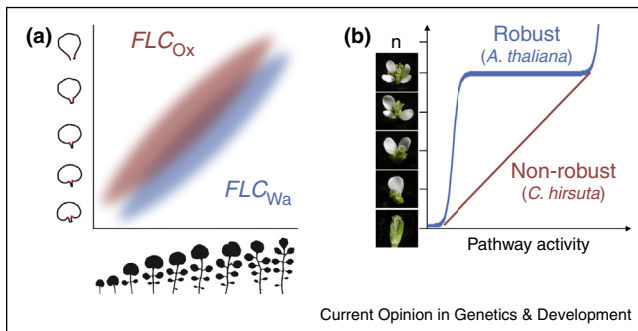 (a)
FLCOx
FLCWa
(b)
n
Robust
(A. thaliana)
Non-robust
(C. hirsuta)
Pathway activity
Current Opinion in Genetics & Development